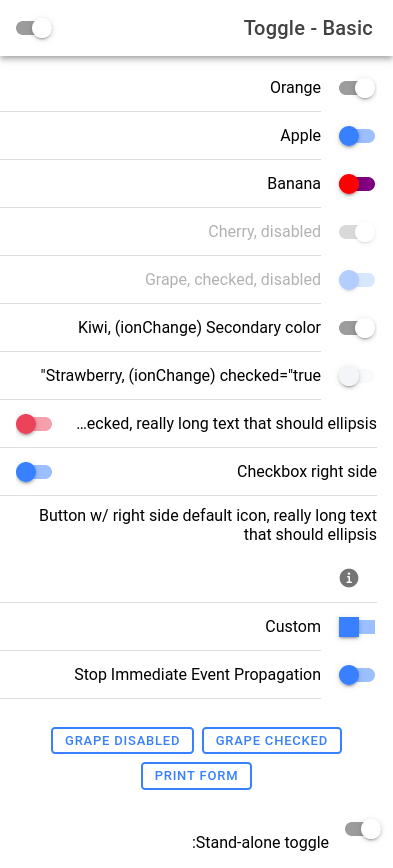 Toggle - Basic
Orange
Apple
Banana
Cherry, disabled
Grape, checked, disabled
Kiwi, (ionChange) Secondary color
"Strawberry, (ionChange) checked="true
...ecked, really long text that should ellipsis
Checkbox right side
Button w/ right side default icon, really long text
that should ellipsis
Custom
Stop Immediate Event Propagation
GRAPE DISABLED GRAPE CHECKED
PRINT FORM
:Stand-alone toggle